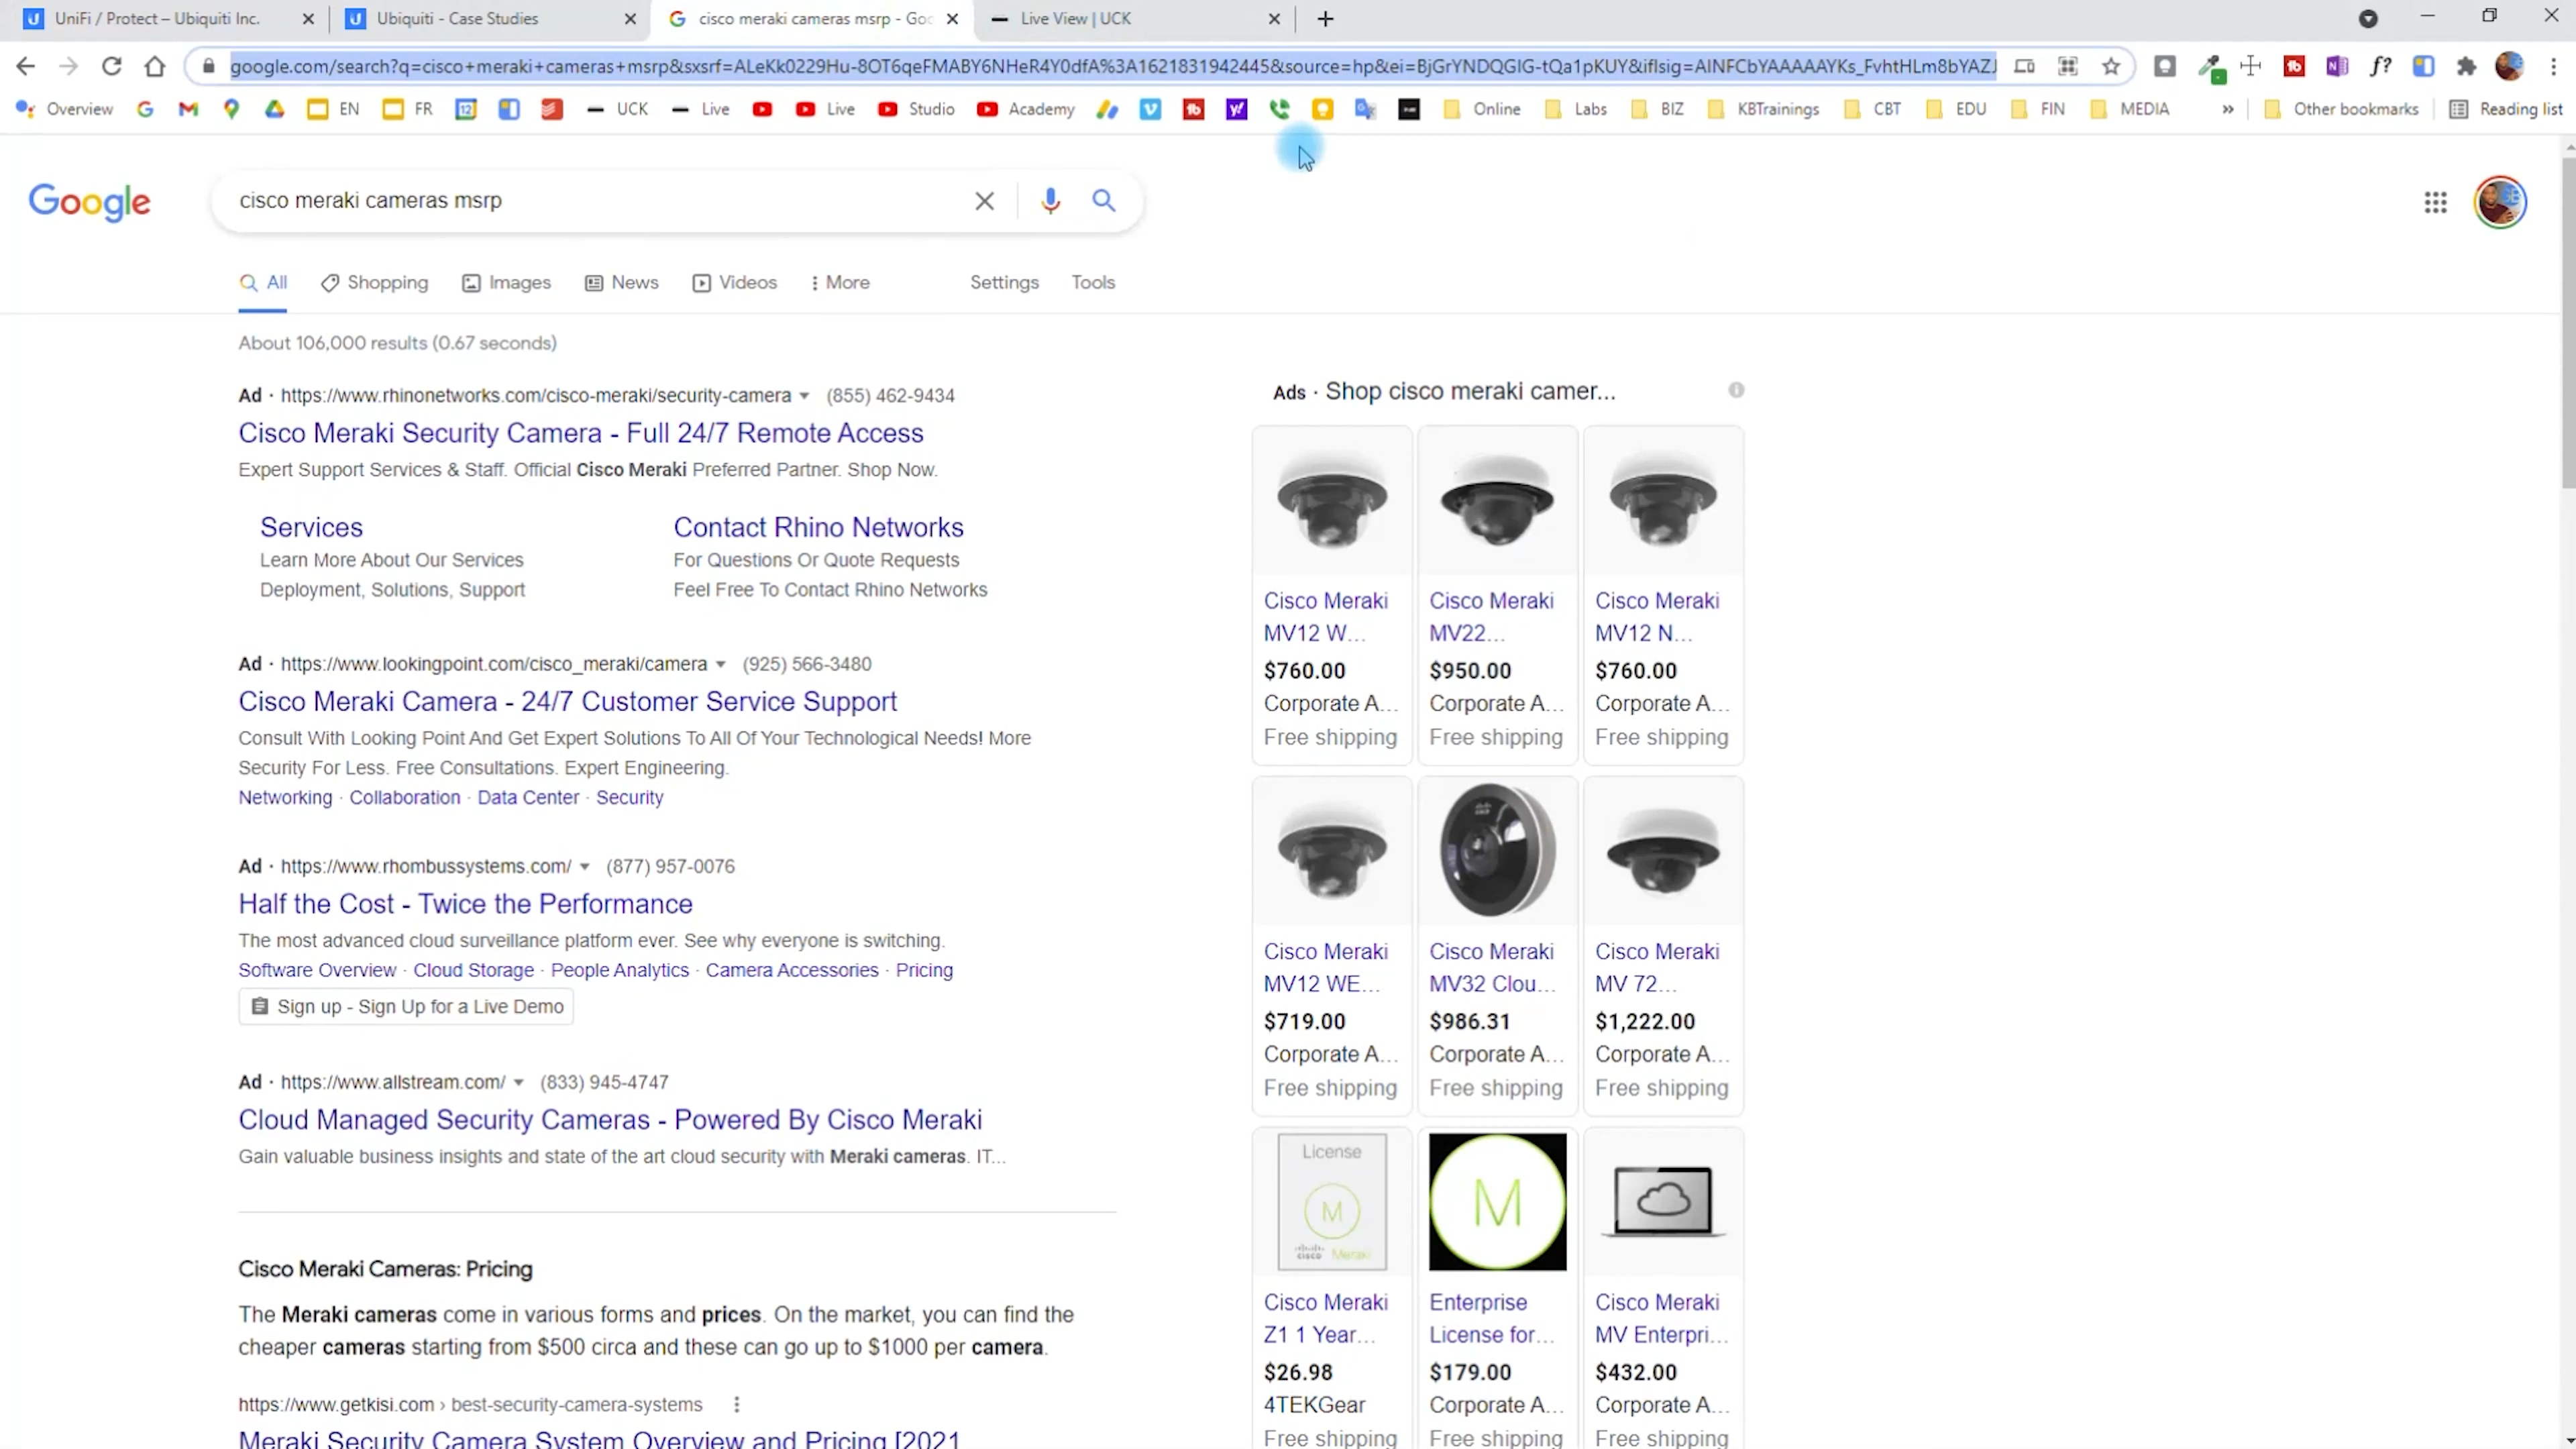 UniFi / Protect – Ubiquiti Inc.
Ubiquiti - Case Studies
cisco meraki cameras msrp - Goo
Live View | UCK
google.com/search?q=cisco+meraki+cameras+msrp&sxsrf=ALeKk0229Hu-8OT6qeFMABY6NHeR4Y0dfA%3A1621831942445&source=hp&ei=BjGrYNDQGIG-tQa1pKUY&iflsig=AINFCbYAAAAAYKs_FvhtHLm8bYAZJ
Overview EN FR UCK Live Live Studio Academy Online Labs BIZ KBTrainings CBT EDU FIN MEDIA » Other bookmarks Reading list
Google
cisco meraki cameras msrp
All Shopping Images News Videos More Settings Tools
About 106,000 results (0.67 seconds)
Ad · https://www.rhinonetworks.com/cisco-meraki/security-camera (855) 462-9434
Cisco Meraki Security Camera - Full 24/7 Remote Access
Expert Support Services & Staff. Official Cisco Meraki Preferred Partner. Shop Now.
Services
Learn More About Our Services
Deployment, Solutions, Support
Contact Rhino Networks
For Questions Or Quote Requests
Feel Free To Contact Rhino Networks
Ad · https://www.lookingpoint.com/cisco_meraki/camera (925) 566-3480
Cisco Meraki Camera - 24/7 Customer Service Support
Consult With Looking Point And Get Expert Solutions To All Of Your Technological Needs! More
Security For Less. Free Consultations. Expert Engineering.
Networking · Collaboration · Data Center · Security
Ad · https://www.rhombussystems.com/ (877) 957-0076
Half the Cost - Twice the Performance
The most advanced cloud surveillance platform ever. See why everyone is switching.
Software Overview · Cloud Storage · People Analytics · Camera Accessories · Pricing
Sign up - Sign Up for a Live Demo
Ad · https://www.allstream.com/ (833) 945-4747
Cloud Managed Security Cameras - Powered By Cisco Meraki
Gain valuable business insights and state of the art cloud security with Meraki cameras. IT...
Cisco Meraki Cameras: Pricing
The Meraki cameras come in various forms and prices. On the market, you can find the
cheaper cameras starting from $500 circa and these can go up to $1000 per camera.
https://www.getkisi.com › best-security-camera-systems
Meraki Security Camera System Overview and Pricing [2021
Ads · Shop cisco meraki camer...
Cisco Meraki
MV12 W...
$760.00
Corporate A...
Free shipping
Cisco Meraki
MV22...
$950.00
Corporate A...
Free shipping
Cisco Meraki
MV12 N...
$760.00
Corporate A...
Free shipping
Cisco Meraki
MV12 WE...
$719.00
Corporate A...
Free shipping
Cisco Meraki
MV32 Clou...
$986.31
Corporate A...
Free shipping
Cisco Meraki
MV 72...
$1,222.00
Corporate A...
Free shipping
License
M
cisco Meraki
Cisco Meraki
Z1 1 Year...
$26.98
4TEKGear
Free shipping
M
Enterprise
License for...
$179.00
Corporate A...
Free shipping
Cisco Meraki
MV Enterpri...
$432.00
Corporate A...
Free shipping